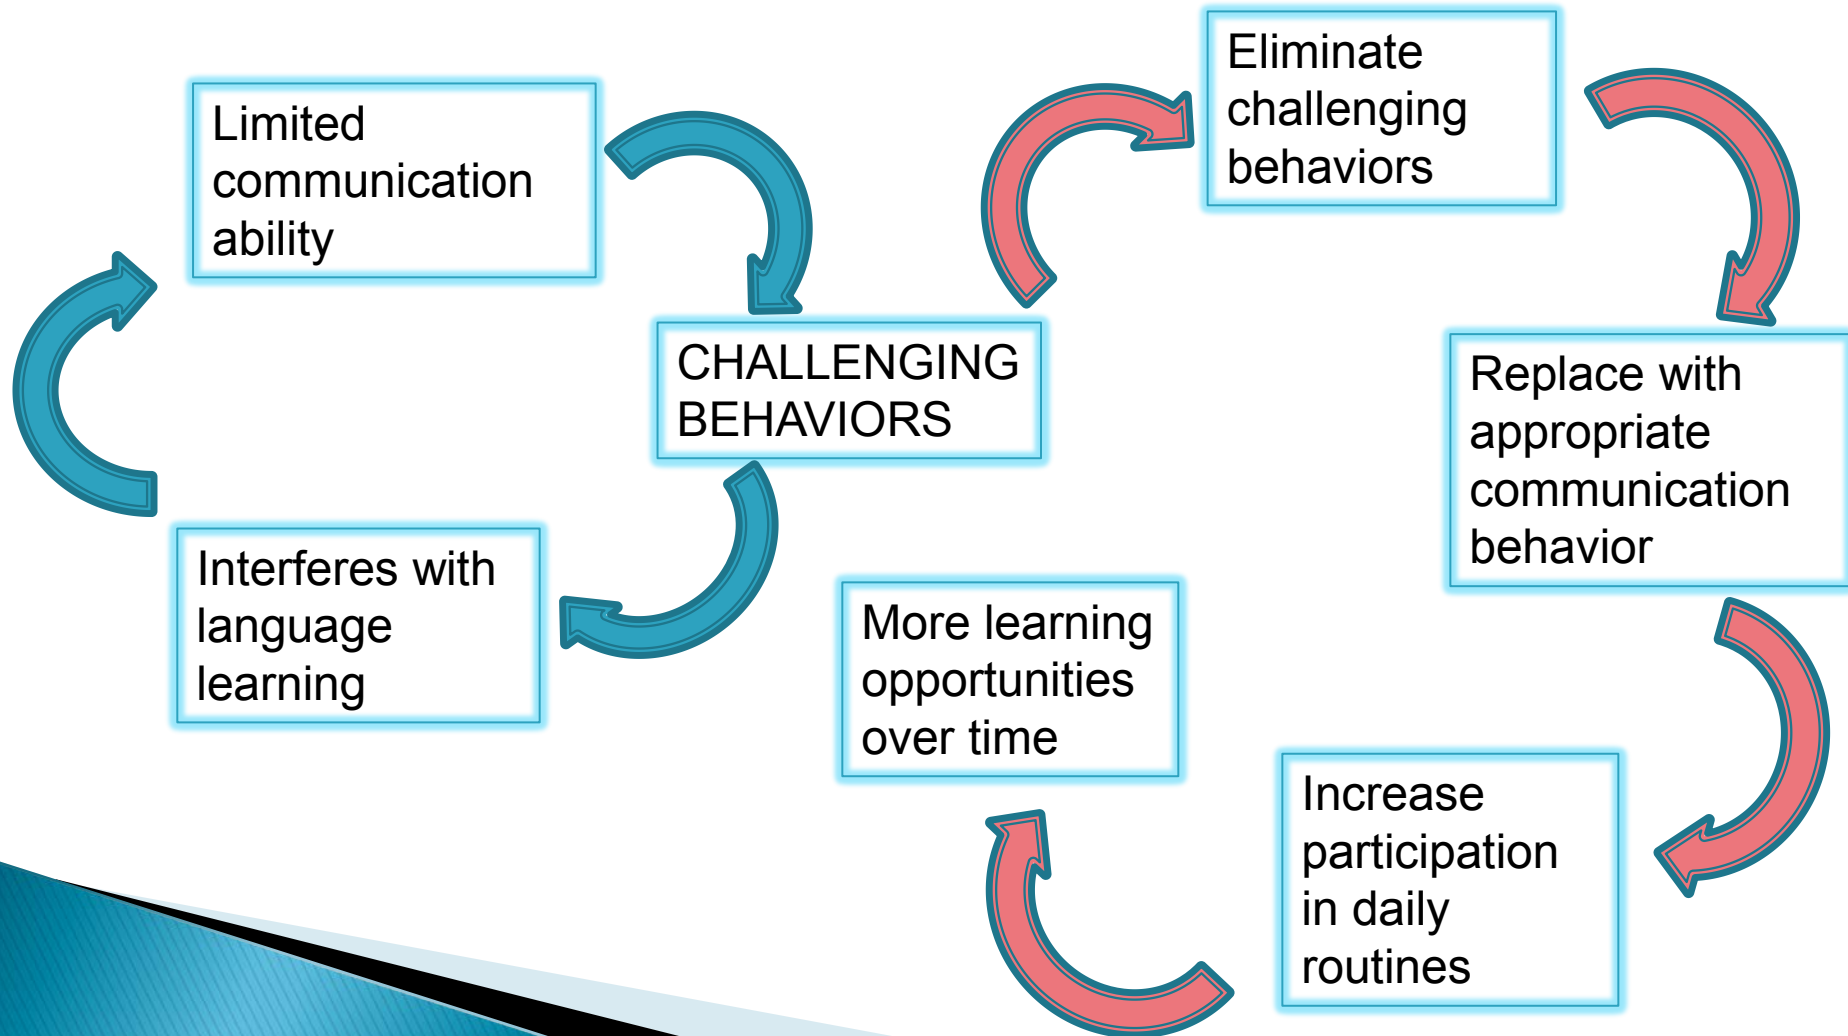 Limited
communication
ability
CHALLENGING
BEHAVIORS
Interferes with
language
learning
Eliminate
challenging
behaviors
Replace with
appropriate
communication
behavior
Increase
participation
in daily
routines
More learning
opportunities
over time